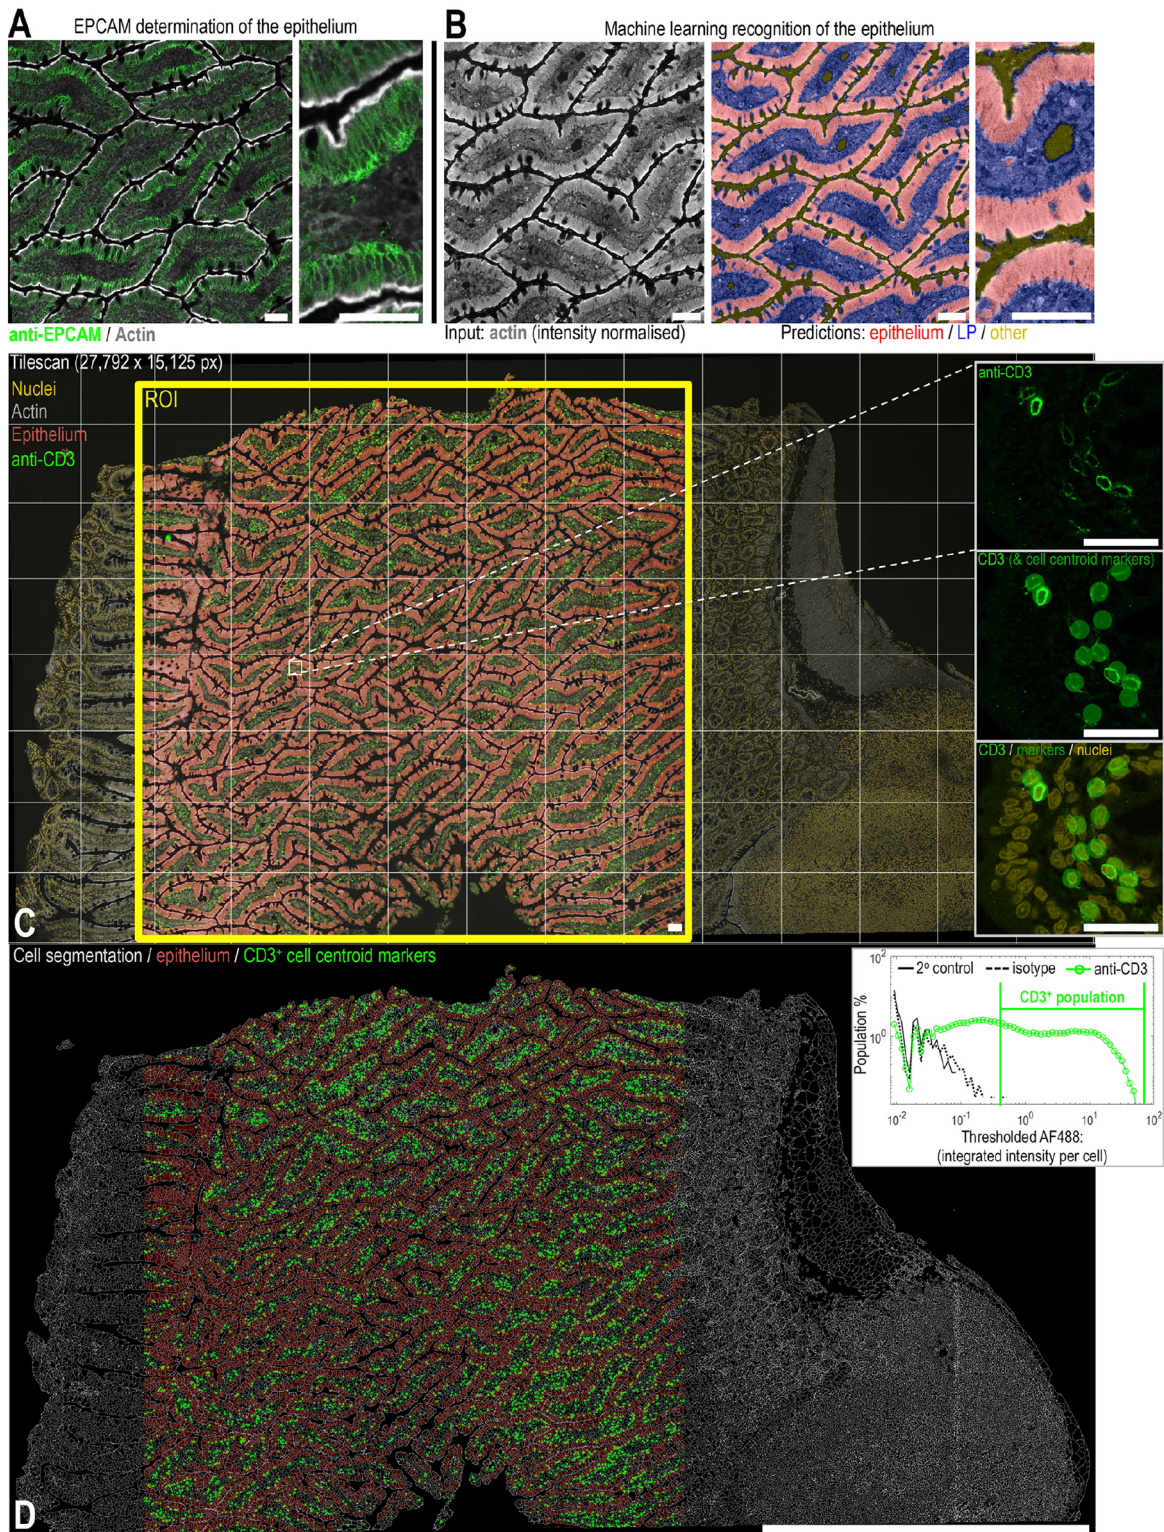 A
EPCAM determination of the epithelium
B
Machine learning recognition of the epithelium
anti-EPCAM / Actin
Input: actin (intensity normalised)
Predictions: epithelium / LP / other
Tilescan (27,792 x 15,125 px)
Nuclei
Actin
Epithelium
anti-CD3
ROI
anti-CD3
CD3 (& cell centroid markers)
CD3 / markers / nuclei
C
Cell segmentation / epithelium / CD3⁺ cell centroid markers
10²
10⁰
Population %
2º control
isotype
anti-CD3
CD3⁺ population
10⁻² 10⁻¹ 10⁰ 10¹ 10²
Thresholded AF488:
(integrated intensity per cell)
D